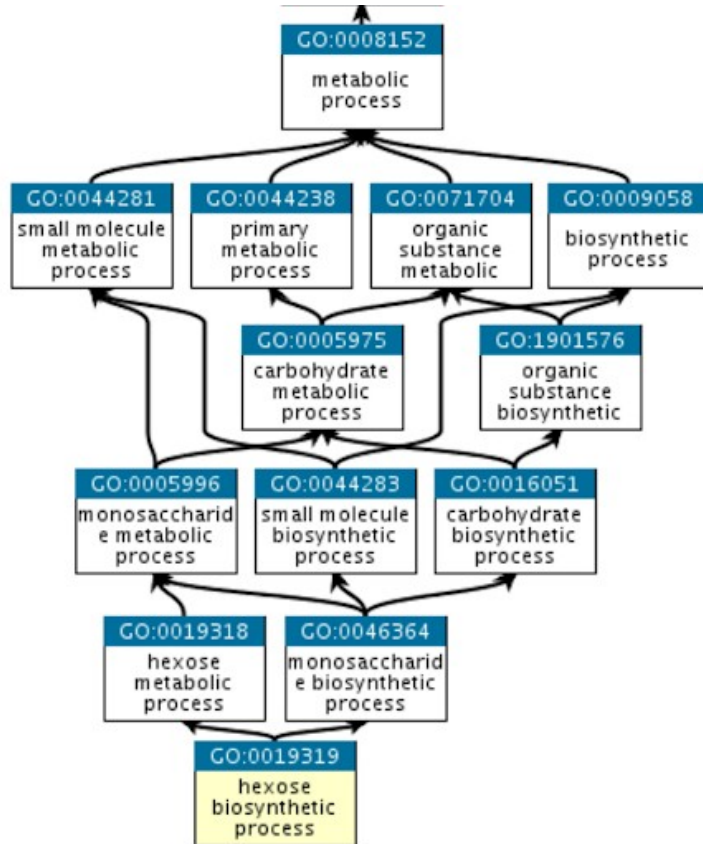 GO:0008152
metabolic
process
GO:0044281
small molecule
metabolic
process
GO:0044238
primary
metabolic
process
GO:0071704
organic
substance
metabolic
GO:0009058
biosynthetic
process
GO:0005975
carbohydrate
metabolic
process
GO:1901576
organic
substance
biosynthetic
GO:0005996
monosaccharid
e metabolic
process
GO:0044283
small molecule
biosynthetic
process
GO:0016051
carbohydrate
biosynthetic
process
GO:0019318
hexose
metabolic
process
GO:0046364
monosaccharid
e biosynthetic
process
GO:0019319
hexose
biosynthetic
process